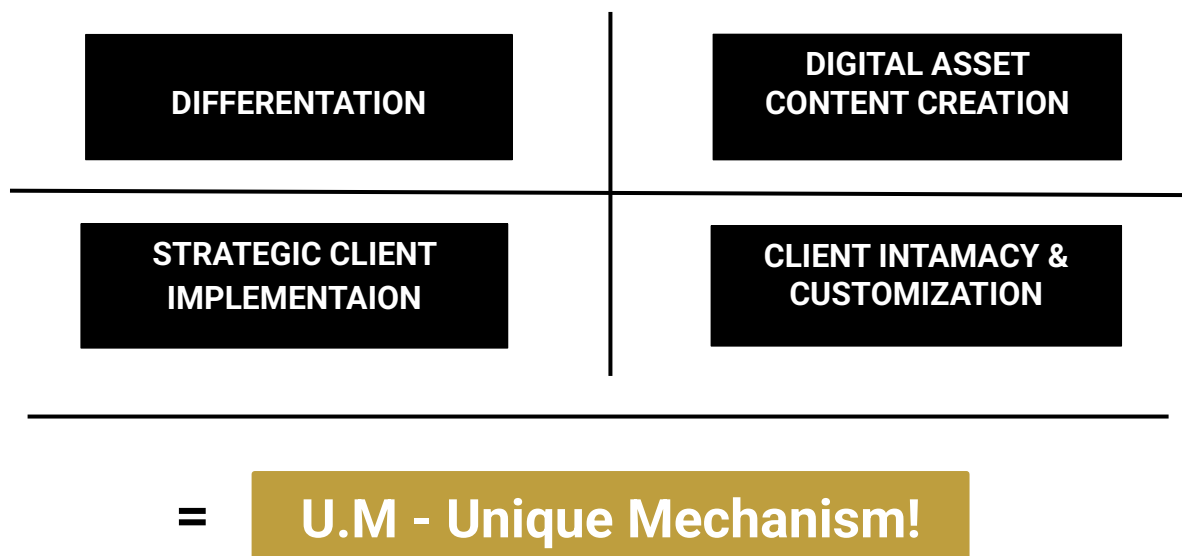 DIFFERENTATION
DIGITAL ASSET
CONTENT CREATION
STRATEGIC CLIENT
IMPLEMENTAION
CLIENT INTAMACY &
CUSTOMIZATION
= U.M - Unique Mechanism!